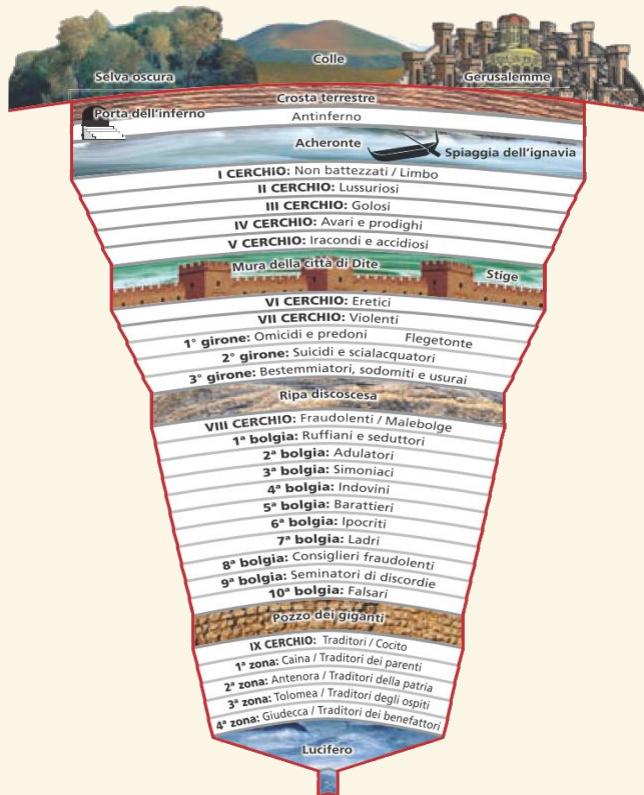 Selva oscura
Colle
Gerusalemme
Crosta terrestre
Porta dell'inferno
Antinferno
Acheronte
Spiaggia dell'ignavia
I CERCHIO: Non battezzati / Limbo
II CERCHIO: Lussuriosi
III CERCHIO: Golosi
IV CERCHIO: Avari e prodighi
V CERCHIO: Iracondi e accidiosi
Mura della città di Dite
Stige
VI CERCHIO: Eretici
VII CERCHIO: Violenti
1° girone: Omicidi e predoni Flegetonte
2° girone: Suicidi e scialacquatori
3° girone: Bestemmiatori, sodomiti e usurai
Ripa discoscesa
VIII CERCHIO: Fraudolenti / Malebolge
1ª bolgia: Ruffiani e seduttori
2ª bolgia: Adulatori
3ª bolgia: Simoniaci
4ª bolgia: Indovini
5ª bolgia: Barattieri
6ª bolgia: Ipocriti
7ª bolgia: Ladri
8ª bolgia: Consiglieri fraudolenti
9ª bolgia: Seminatori di discordie
10ª bolgia: Falsari
Pozzo dei giganti
IX CERCHIO: Traditori / Cocito
1ª zona: Caina / Traditori dei parenti
2ª zona: Antenora / Traditori della patria
3ª zona: Tolomea / Traditori degli ospiti
4ª zona: Giudecca / Traditori dei benefattori
Lucifero